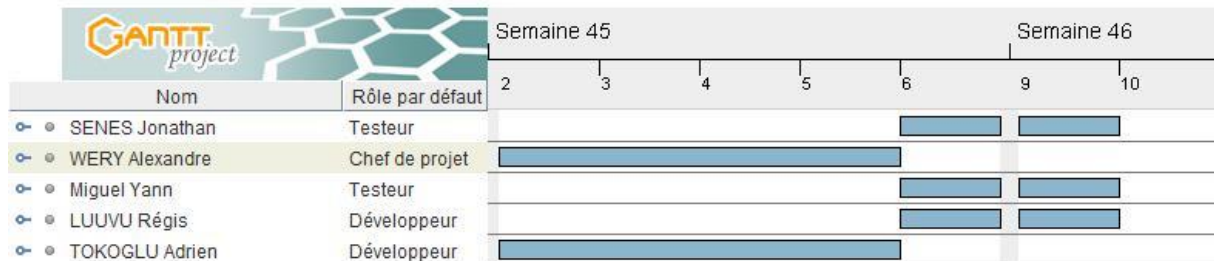 GANTT
project
Semaine 45 Semaine 46
2 3 4 5 6 9 10
Nom Rôle par défaut
SENES Jonathan Testeur
WERY Alexandre Chef de projet
Miguel Yann Testeur
LUUVU Régis Développeur
TOKOGLU Adrien Développeur